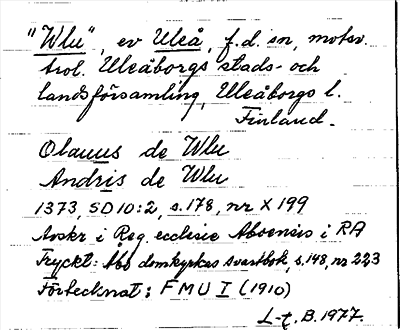 "Wlu", ev Uleå, f.d. sn, motsv.
trol. Uleåborgs stads- och
landsförsamling, Uleåborgs l.
Finland.
Olauus de Wlu
Andris de Wlu
1373, SD 10:2, s. 178, nr X 199
Avskr i Reg. ecclesie Aboensis i RA
Tryckt: Åbo domkyrkas svartbok, s. 148, nr 223
Förtecknat: FMU I (1910)
L-t, B. 1977.